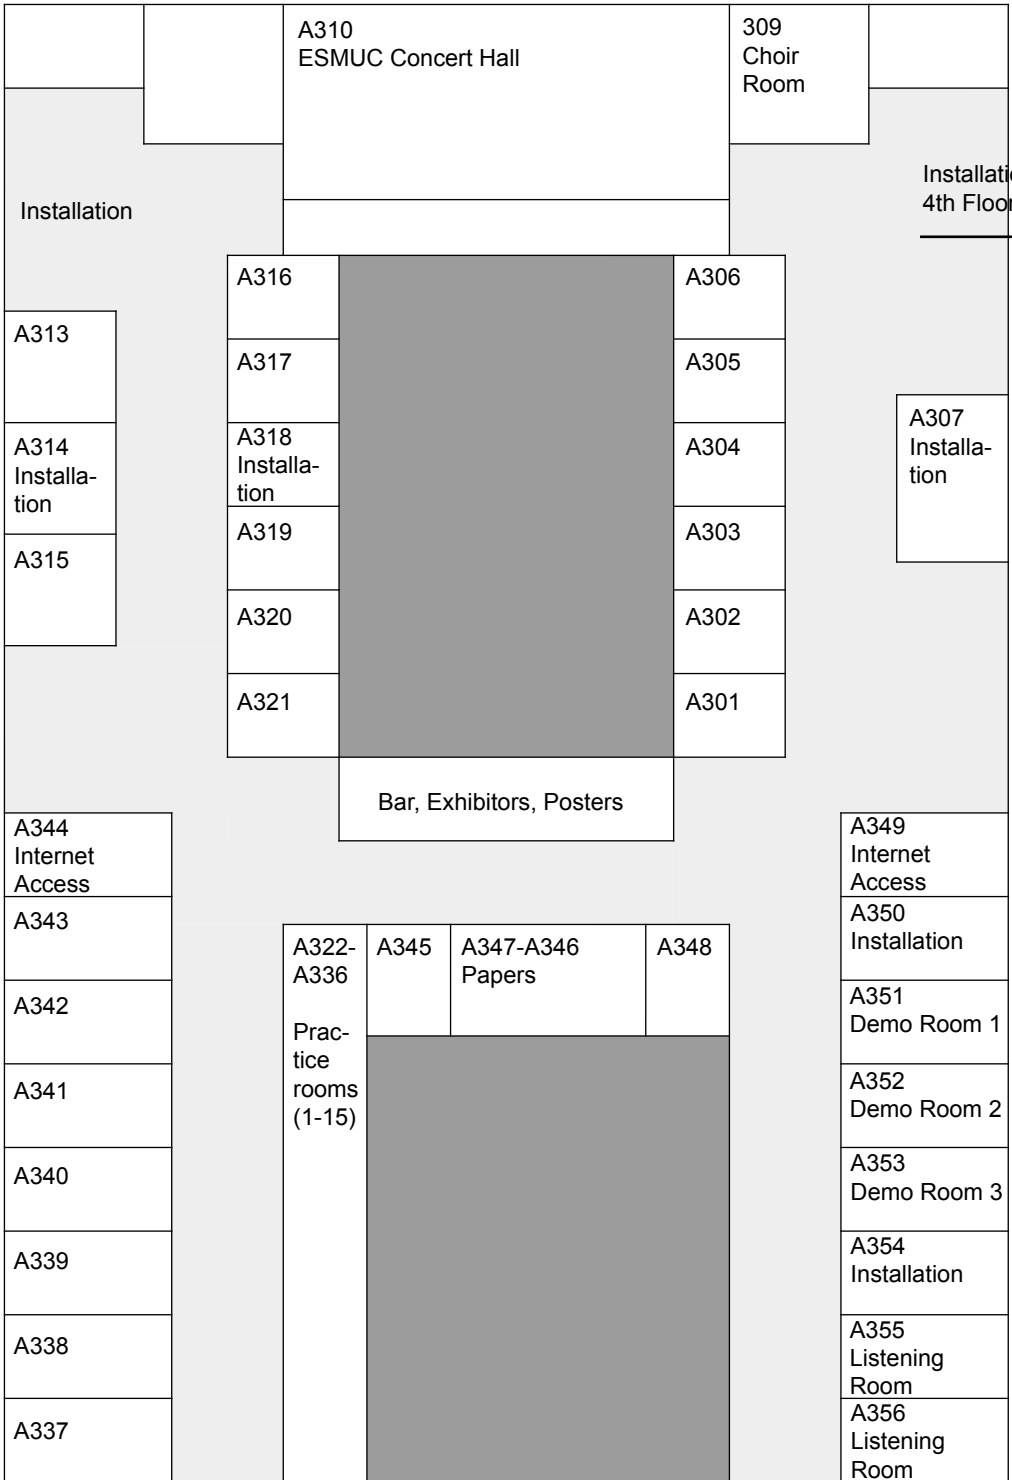 A310
ESMUC Concert Hall
309
Choir
Room
Installation
Installati
4th Floor
A316
A306
A313
A317
A305
A314
Installa-
tion
A318
Installa-
tion
A304
A307
Installa-
tion
A315
A319
A303
A320
A302
A321
A301
Bar, Exhibitors, Posters
A344
Internet
Access
A349
Internet
Access
A343
A350
Installation
A322-
A336
Prac-
tice
rooms
(1-15)
A345
A347-A346
Papers
A348
A342
A351
Demo Room 1
A341
A352
Demo Room 2
A340
A353
Demo Room 3
A339
A354
Installation
A338
A355
Listening
Room
A337
A356
Listening
Room